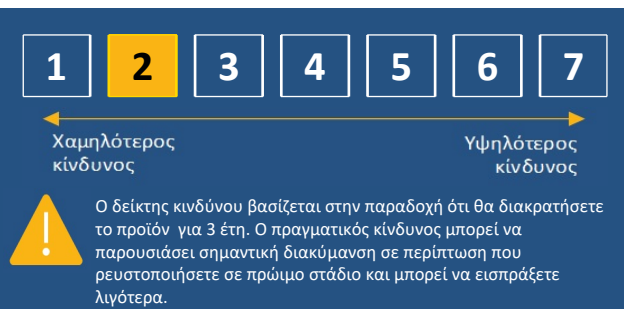 1 2 3 4 5 6 7
Χαμηλότερος κίνδυνος
Υψηλότερος κίνδυνος
Ο δείκτης κινδύνου βασίζεται στην παραδοχή ότι θα διακρατήσετε
το προϊόν για 3 έτη. Ο πραγματικός κίνδυνος μπορεί να
παρουσιάσει σημαντική διακύμανση σε περίπτωση που
ρευστοποιήσετε σε πρώιμο στάδιο και μπορεί να εισπράξετε
λιγότερα.